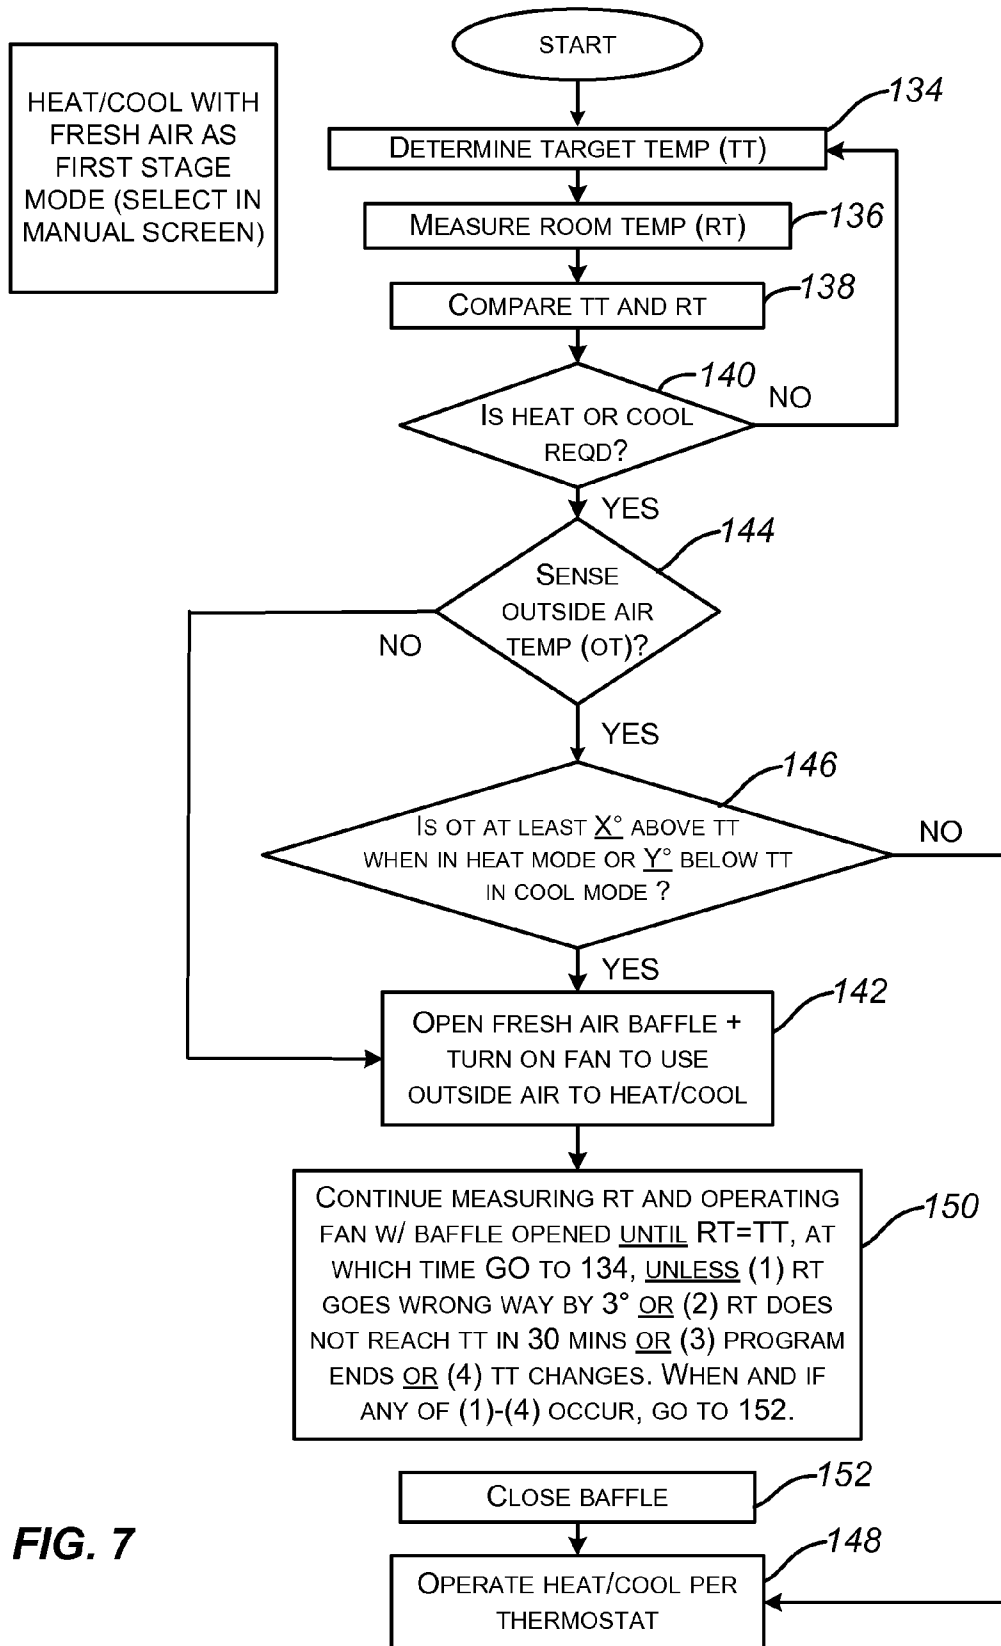 START
HEAT/COOL WITH
FRESH AIR AS
FIRST STAGE
MODE (SELECT IN
MANUAL SCREEN)
134
DETERMINE TARGET TEMP (TT)
MEASURE ROOM TEMP (RT)
136
COMPARE TT AND RT
138
140
IS HEAT OR COOL
REQD?
NO
YES
144
SENSE
OUTSIDE AIR
TEMP (OT)?
NO
YES
146
IS OT AT LEAST X° ABOVE TT
WHEN IN HEAT MODE OR Y° BELOW TT
IN COOL MODE ?
NO
YES
142
OPEN FRESH AIR BAFFLE +
TURN ON FAN TO USE
OUTSIDE AIR TO HEAT/COOL
150
CONTINUE MEASURING RT AND OPERATING
FAN W/ BAFFLE OPENED UNTIL RT=TT, AT
WHICH TIME GO TO 134, UNLESS (1) RT
GOES WRONG WAY BY 3° OR (2) RT DOES
NOT REACH TT IN 30 MINS OR (3) PROGRAM
ENDS OR (4) TT CHANGES. WHEN AND IF
ANY OF (1)-(4) OCCUR, GO TO 152.
152
CLOSE BAFFLE
148
OPERATE HEAT/COOL PER
THERMOSTAT
FIG. 7